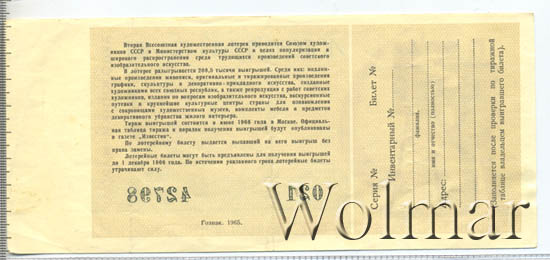 Вторая Всесоюзная художественная лотерея проводится Союзом худож-
ников СССР и Министерством культуры СССР в целях популяризации и
широкого распространения среди трудящихся произведений советского
изобразительного искусства.
В лотерее разыгрывается 208,5 тысячи выигрышей. Среди них: подлин-
ные произведения живописи, оригинальные и тиражированные произведения
графики, скульптуры и декоративно-прикладного искусства, созданные
художниками всех союзных республик, а также репродукции с работ советских
художников, издания по вопросам изобразительного искусства, экскурсионные
путевки в крупнейшие культурные центры страны для ознакомления
с сокровищами художественных музеев, комплекты мебели и предметов
декоративного убранства жилого интерьера.
Тираж выигрышей состоится в июне 1966 года в Москве. Официаль-
ная таблица тиража и порядок получения выигрышей будут опубликованы
в газете „Известия“.
По лотерейному билету выдается выпавший на него выигрыш без
права замены.
Лотерейные билеты могут быть предъявлены для получения выигрышей
до 1 декабря 1966 года. По истечении указанного срока лотерейные билеты
утрачивают силу.
42798
021
Гознак. 1965.
Серия № Билет №
Инвентарный №
фамилия,
имя и отчество (полностью)
Адрес:
(Заполняется после проверки по тиражной
таблице владельцем выигравшего билета).
Wolmar